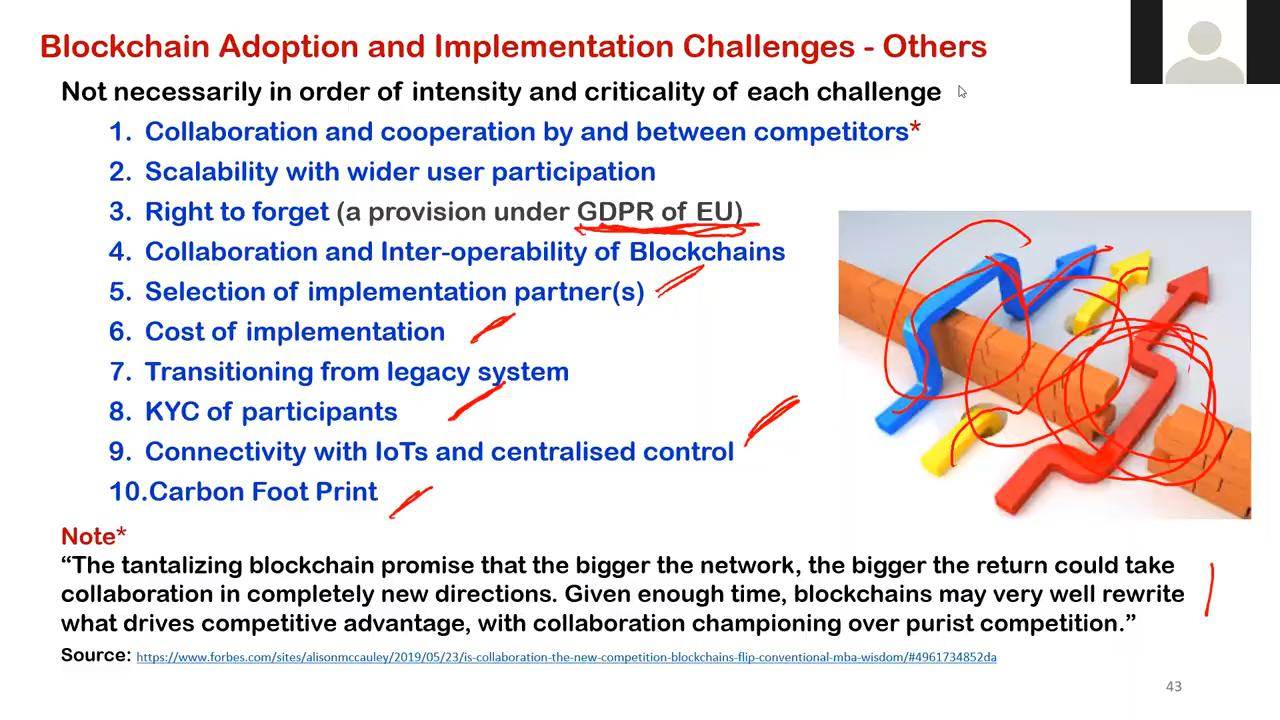 Blockchain Adoption and Implementation Challenges - Others
Not necessarily in order of intensity and criticality of each challenge
1. Collaboration and cooperation by and between competitors*
2. Scalability with wider user participation
3. Right to forget (a provision under GDPR of EU)
4. Collaboration and Inter-operability of Blockchains
5. Selection of implementation partner(s)
6. Cost of implementation
7. Transitioning from legacy system
8. KYC of participants
9. Connectivity with IoTs and centralised control
10.Carbon Foot Print
Note*
“The tantalizing blockchain promise that the bigger the network, the bigger the return could take
collaboration in completely new directions. Given enough time, blockchains may very well rewrite
what drives competitive advantage, with collaboration championing over purist competition.”
Source: https://www.forbes.com/sites/alisonmccauley/2019/05/23/is-collaboration-the-new-competition-blockchains-flip-conventional-mba-wisdom/#4961734852da
43